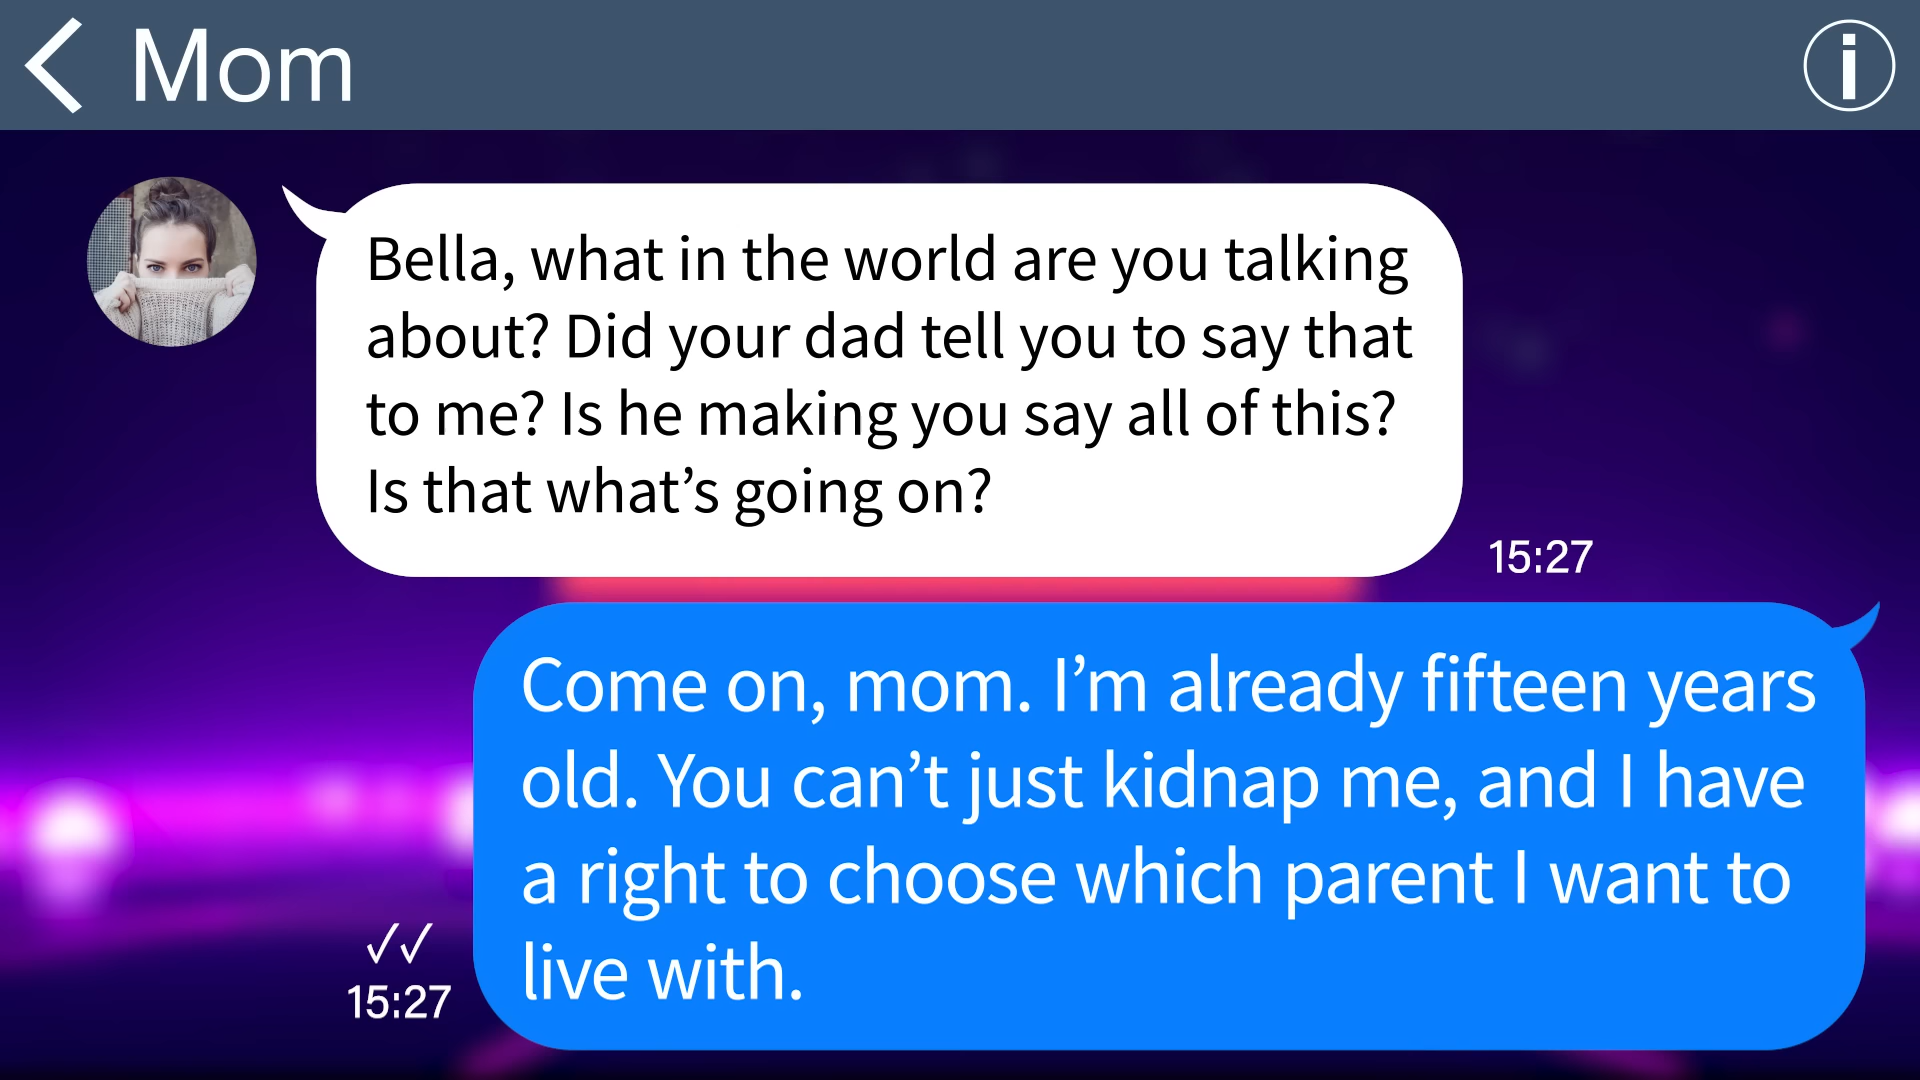 Mom
Bella, what in the world are you talking
about? Did your dad tell you to say that
to me? Is he making you say all of this?
Is that what’s going on?
15:27
Come on, mom. I’m already fifteen years
old. You can’t just kidnap me, and I have
a right to choose which parent I want to
live with.
15:27